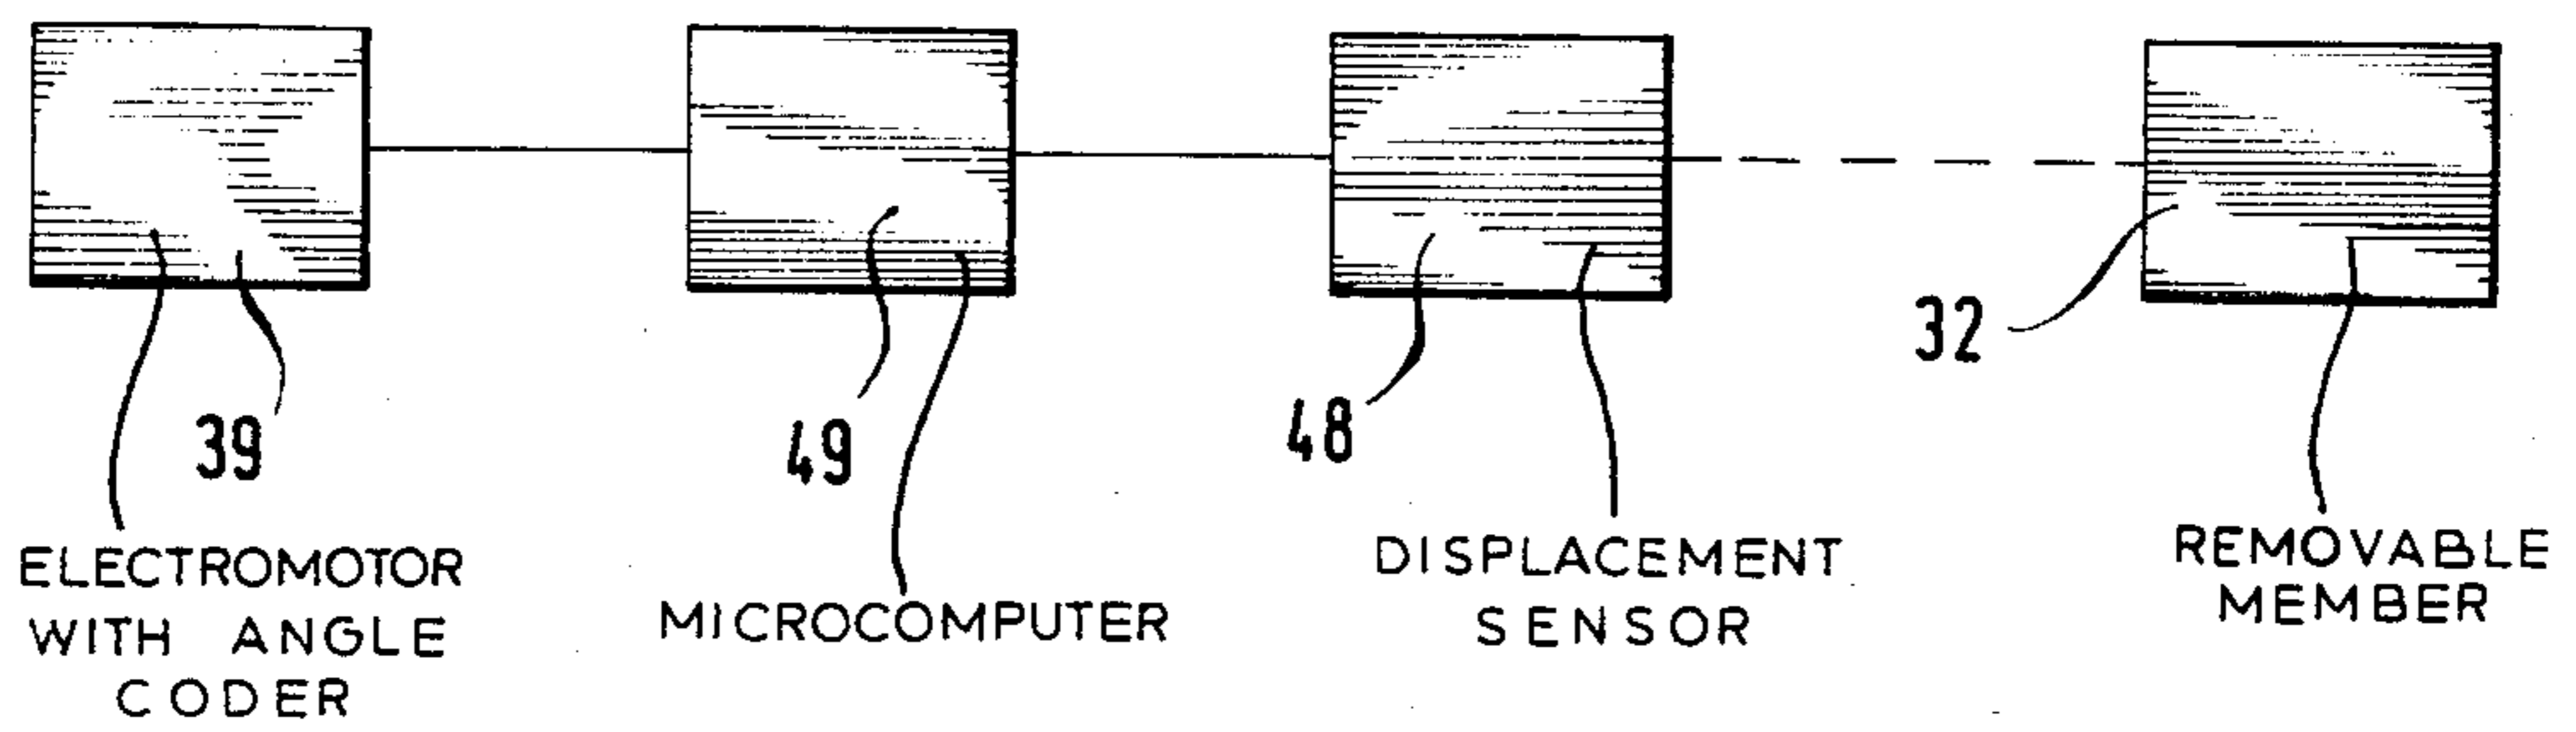 39
49
48
32
ELECTROMOTOR
WITH ANGLE
CODER
MICROCOMPUTER
DISPLACEMENT
SENSOR
REMOVABLE
MEMBER